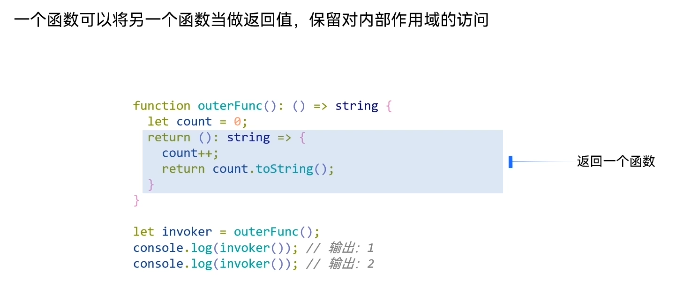 一个函数可以将另一个函数当做返回值，保留对内部作用域的访问
function outerFunc(): () => string {
  let count = 0;
  return (): string => {
    count++;
    return count.toString();
  }
}
返回一个函数
let invoker = outerFunc();
console.log(invoker()); // 输出：1
console.log(invoker()); // 输出：2